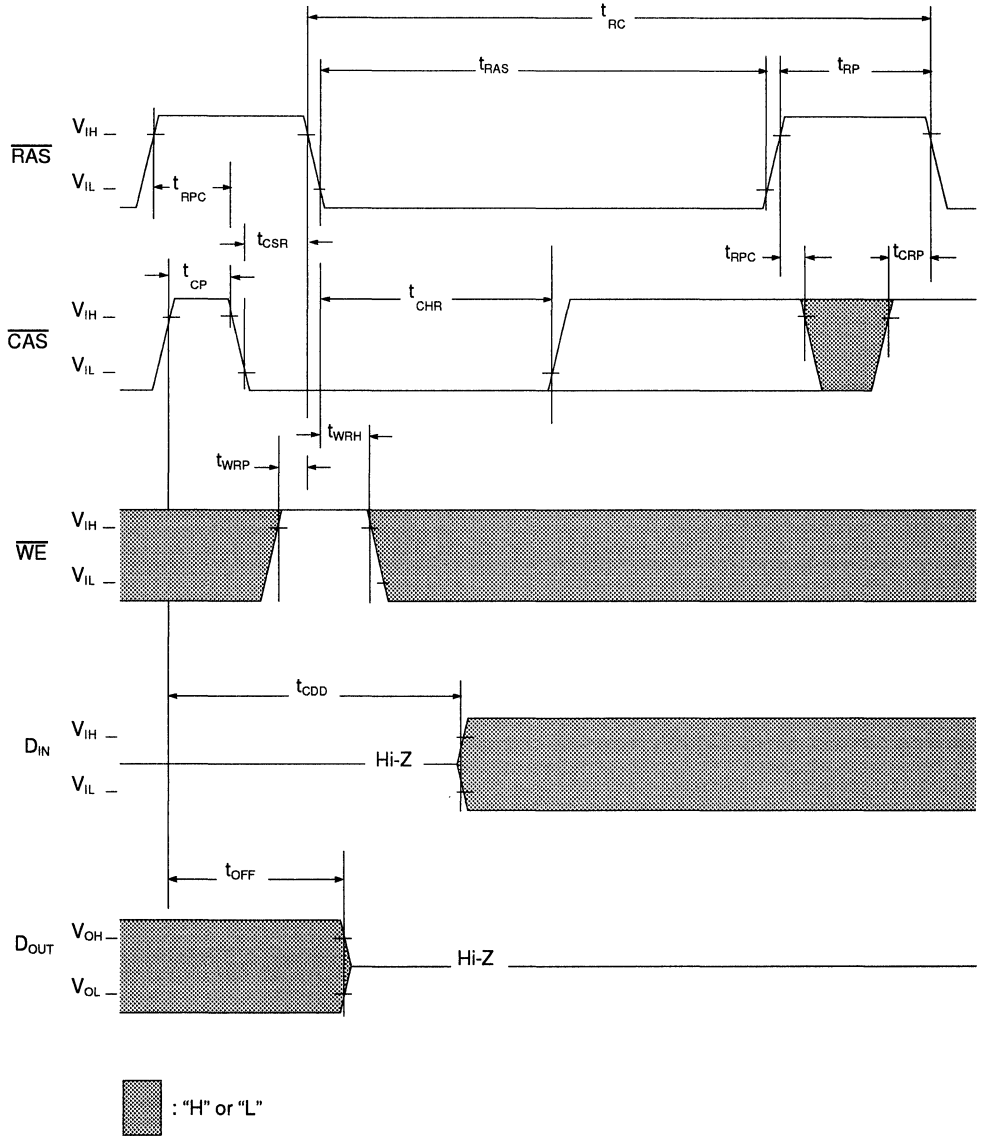 tRC
tRAS
tRP
RAS
VIH
VIL
tRPC
tCSR
tRPC
tCRP
tCP
tCHR
CAS
VIH
VIL
tWRH
tWRP
WE
VIH
VIL
tCDD
DIN
VIH
Hi-Z
VIL
tOFF
DOUT
VOH
Hi-Z
VOL
: “H” or “L”